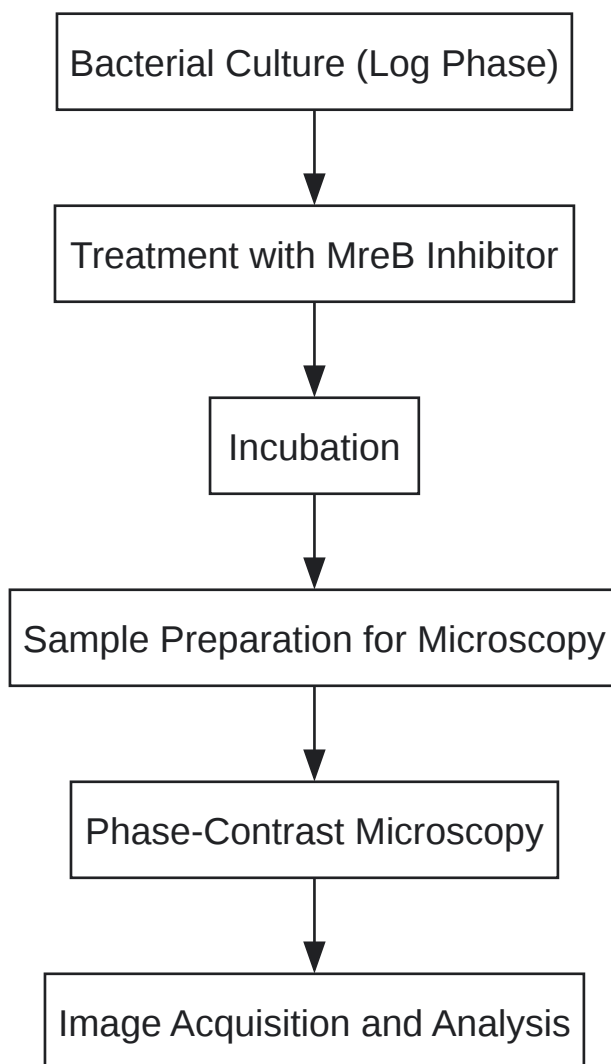 Bacterial Culture (Log Phase)
Treatment with MreB Inhibitor
Incubation
Sample Preparation for Microscopy
Phase-Contrast Microscopy
Image Acquisition and Analysis